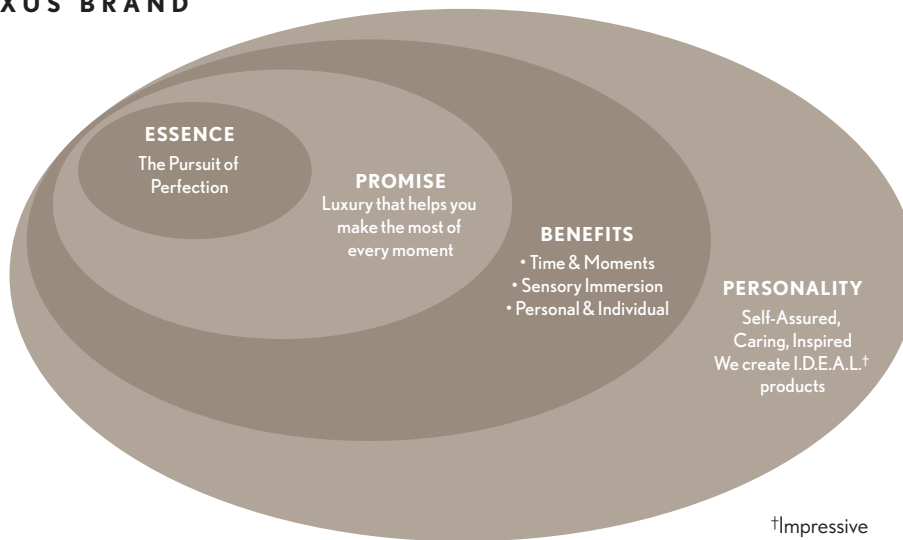 XUS BRAND
ESSENCE
The Pursuit of
Perfection
PROMISE
Luxury that helps you
make the most of
every moment
BENEFITS
• Time & Moments
• Sensory Immersion
• Personal & Individual
PERSONALITY
Self-Assured,
Caring, Inspired
We create I.D.E.A.L.†
products
†Impressive